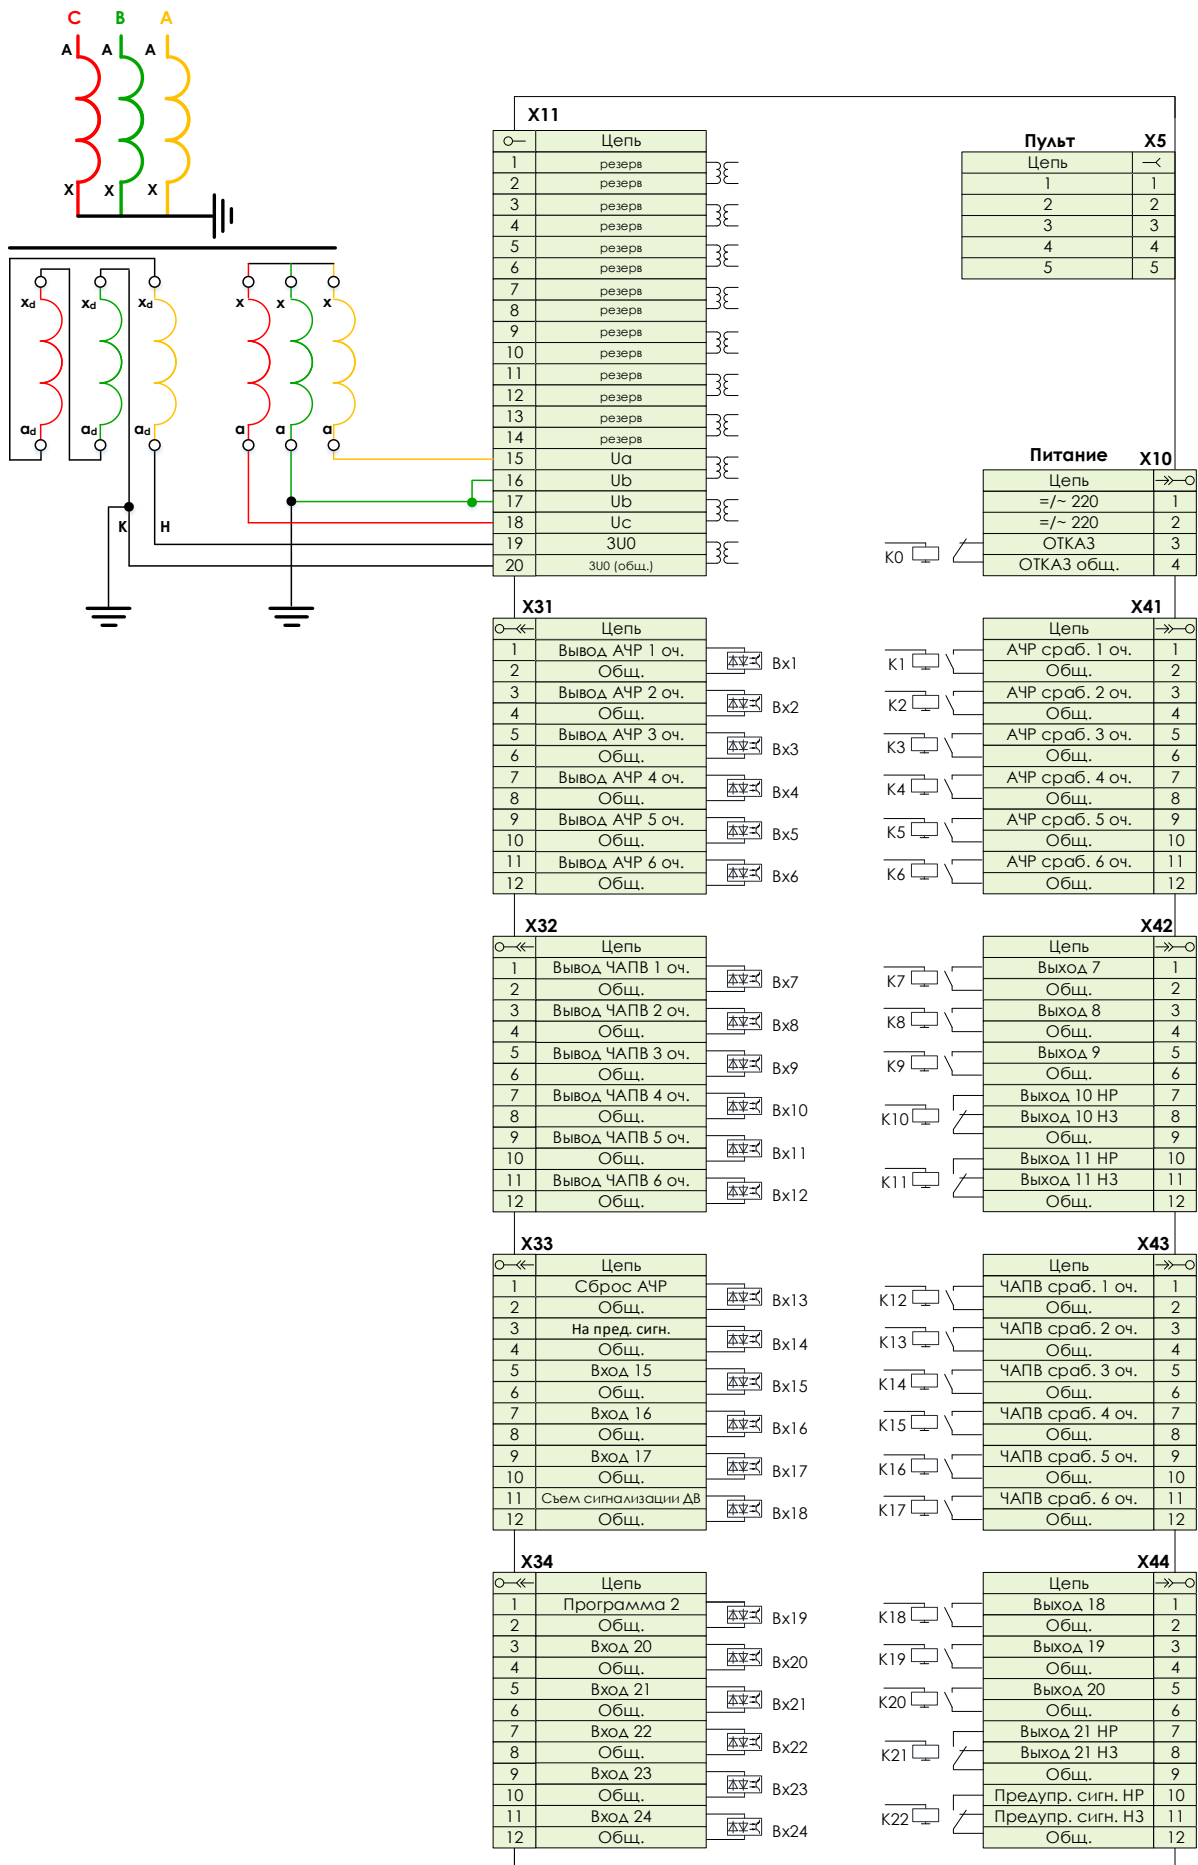 C B A
A A A
X X X
xd xd xd x x x
ad ad ad a a a
К Н
X11
Цепь
1 резерв
2 резерв
3 резерв
4 резерв
5 резерв
6 резерв
7 резерв
8 резерв
9 резерв
10 резерв
11 резерв
12 резерв
13 резерв
14 резерв
15 Ua
16 Ub
17 Ub
18 Uc
19 3U0
20 3U0 (общ.)
Пульт X5
Цепь
1 1
2 2
3 3
4 4
5 5
Питание X10
Цепь
=/~ 220 1
=/~ 220 2
ОТКАЗ 3
ОТКАЗ общ. 4
K0
X31
Цепь
1 Вывод АЧР 1 оч.
2 Общ.
Вх1
3 Вывод АЧР 2 оч.
4 Общ.
Вх2
5 Вывод АЧР 3 оч.
6 Общ.
Вх3
7 Вывод АЧР 4 оч.
8 Общ.
Вх4
9 Вывод АЧР 5 оч.
10 Общ.
Вх5
11 Вывод АЧР 6 оч.
12 Общ.
Вх6
X41
Цепь
K1
АЧР сраб. 1 оч. 1
Общ. 2
K2
АЧР сраб. 2 оч. 3
Общ. 4
K3
АЧР сраб. 3 оч. 5
Общ. 6
K4
АЧР сраб. 4 оч. 7
Общ. 8
K5
АЧР сраб. 5 оч. 9
Общ. 10
K6
АЧР сраб. 6 оч. 11
Общ. 12
X32
Цепь
1 Вывод ЧАПВ 1 оч.
2 Общ.
Вх7
3 Вывод ЧАПВ 2 оч.
4 Общ.
Вх8
5 Вывод ЧАПВ 3 оч.
6 Общ.
Вх9
7 Вывод ЧАПВ 4 оч.
8 Общ.
Вх10
9 Вывод ЧАПВ 5 оч.
10 Общ.
Вх11
11 Вывод ЧАПВ 6 оч.
12 Общ.
Вх12
X42
Цепь
K7
Выход 7 1
Общ. 2
K8
Выход 8 3
Общ. 4
K9
Выход 9 5
Общ. 6
K10
Выход 10 НР 7
Выход 10 НЗ 8
Общ. 9
K11
Выход 11 НР 10
Выход 11 НЗ 11
Общ. 12
X33
Цепь
1 Сброс АЧР
2 Общ.
Вх13
3 На пред. сигн.
4 Общ.
Вх14
5 Вход 15
6 Общ.
Вх15
7 Вход 16
8 Общ.
Вх16
9 Вход 17
10 Общ.
Вх17
11 Съем сигнализации ДВ
12 Общ.
Вх18
X43
Цепь
K12
ЧАПВ сраб. 1 оч. 1
Общ. 2
K13
ЧАПВ сраб. 2 оч. 3
Общ. 4
K14
ЧАПВ сраб. 3 оч. 5
Общ. 6
K15
ЧАПВ сраб. 4 оч. 7
Общ. 8
K16
ЧАПВ сраб. 5 оч. 9
Общ. 10
K17
ЧАПВ сраб. 6 оч. 11
Общ. 12
X34
Цепь
1 Программа 2
2 Общ.
Вх19
3 Вход 20
4 Общ.
Вх20
5 Вход 21
6 Общ.
Вх21
7 Вход 22
8 Общ.
Вх22
9 Вход 23
10 Общ.
Вх23
11 Вход 24
12 Общ.
Вх24
X44
Цепь
K18
Выход 18 1
Общ. 2
K19
Выход 19 3
Общ. 4
K20
Выход 20 5
Общ. 6
K21
Выход 21 НР 7
Выход 21 НЗ 8
Общ. 9
K22
Предупр. сигн. НР 10
Предупр. сигн. НЗ 11
Общ. 12